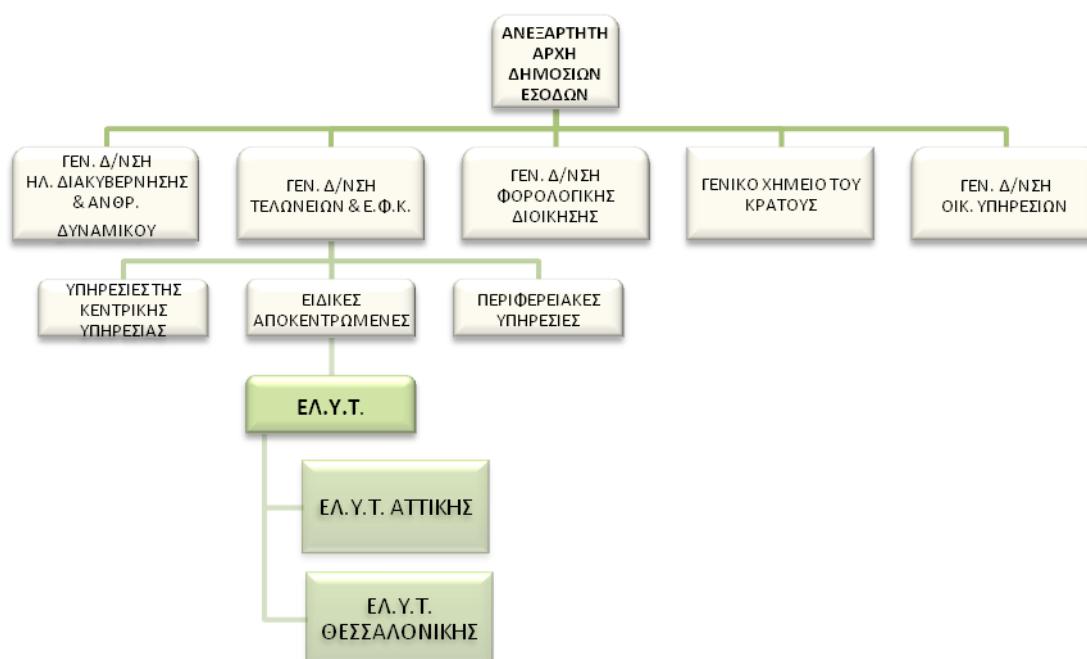 ΑΝΕΞΑΡΤΗΤΗ
ΑΡΧΗ
ΔΗΜΟΣΙΩΝ
ΕΣΟΔΩΝ
ΓΕΝ. Δ/ΝΣΗ
ΗΛ. ΔΙΑΚΥΒΕΡΝΗΣΗΣ
& ΑΝΘΡ.
ΔΥΝΑΜΙΚΟΥ
ΓΕΝ. Δ/ΝΣΗ
ΤΕΛΩΝΕΙΩΝ & Ε.Φ.Κ.
ΓΕΝ. Δ/ΝΣΗ
ΦΟΡΟΛΟΓΙΚΗΣ
ΔΙΟΙΚΗΣΗΣ
ΓΕΝΙΚΟ ΧΗΜΕΙΟ ΤΟΥ
ΚΡΑΤΟΥΣ
ΓΕΝ. Δ/ΝΣΗ
ΟΙΚ. ΥΠΗΡΕΣΙΩΝ
ΥΠΗΡΕΣΙΕΣ ΤΗΣ
ΚΕΝΤΡΙΚΗΣ
ΥΠΗΡΕΣΙΑΣ
ΕΙΔΙΚΕΣ
ΑΠΟΚΕΝΤΡΩΜΕΝΕΣ
ΠΕΡΙΦΕΡΕΙΑΚΕΣ
ΥΠΗΡΕΣΙΕΣ
ΕΛ.Υ.Τ.
ΕΛ.Υ.Τ. ΑΤΤΙΚΗΣ
ΕΛ.Υ.Τ.
ΘΕΣΣΑΛΟΝΙΚΗΣ